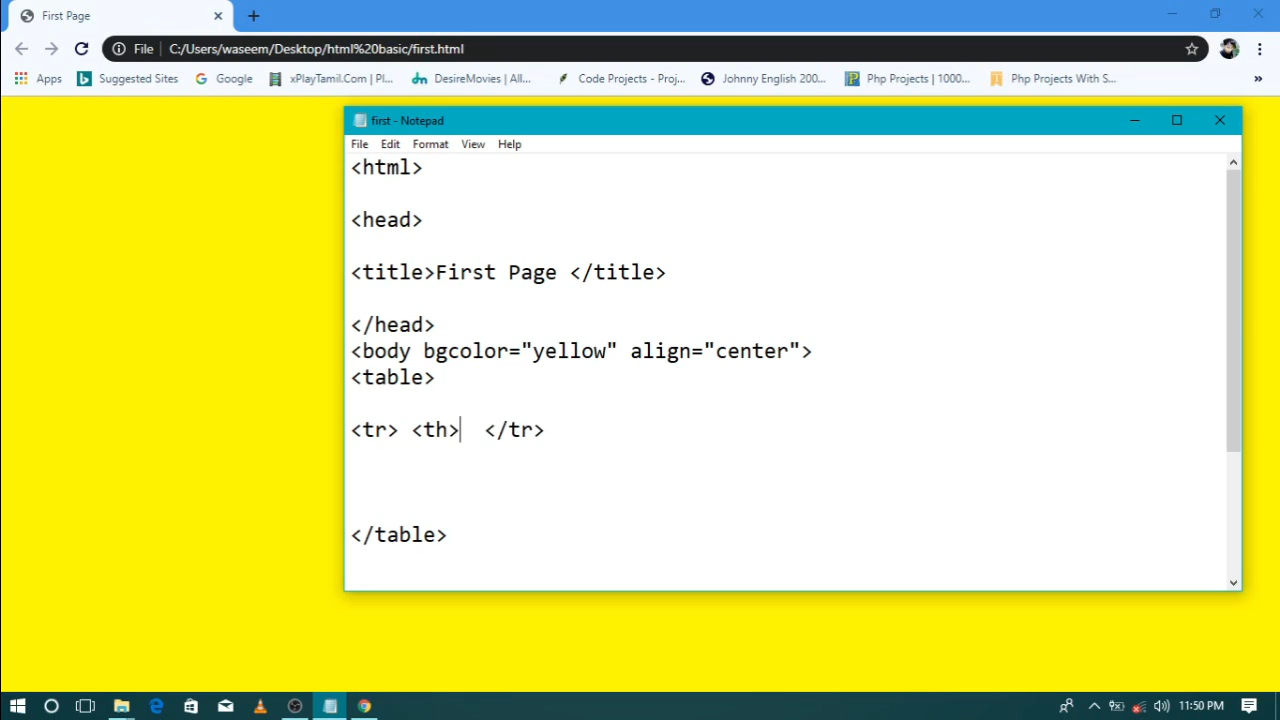 First Page
File C:/Users/waseem/Desktop/html%20basic/first.html
Apps Suggested Sites Google xPlayTamil.Com | Pl... DesireMovies | All... Code Projects - Proj... Johnny English 200... Php Projects | 1000... Php Projects With S... »
first - Notepad
File Edit Format View Help
<html>
<head>
<title>First Page </title>
</head>
<body bgcolor="yellow" align="center">
<table>
<tr> <th>  </tr>
</table>
11:50 PM